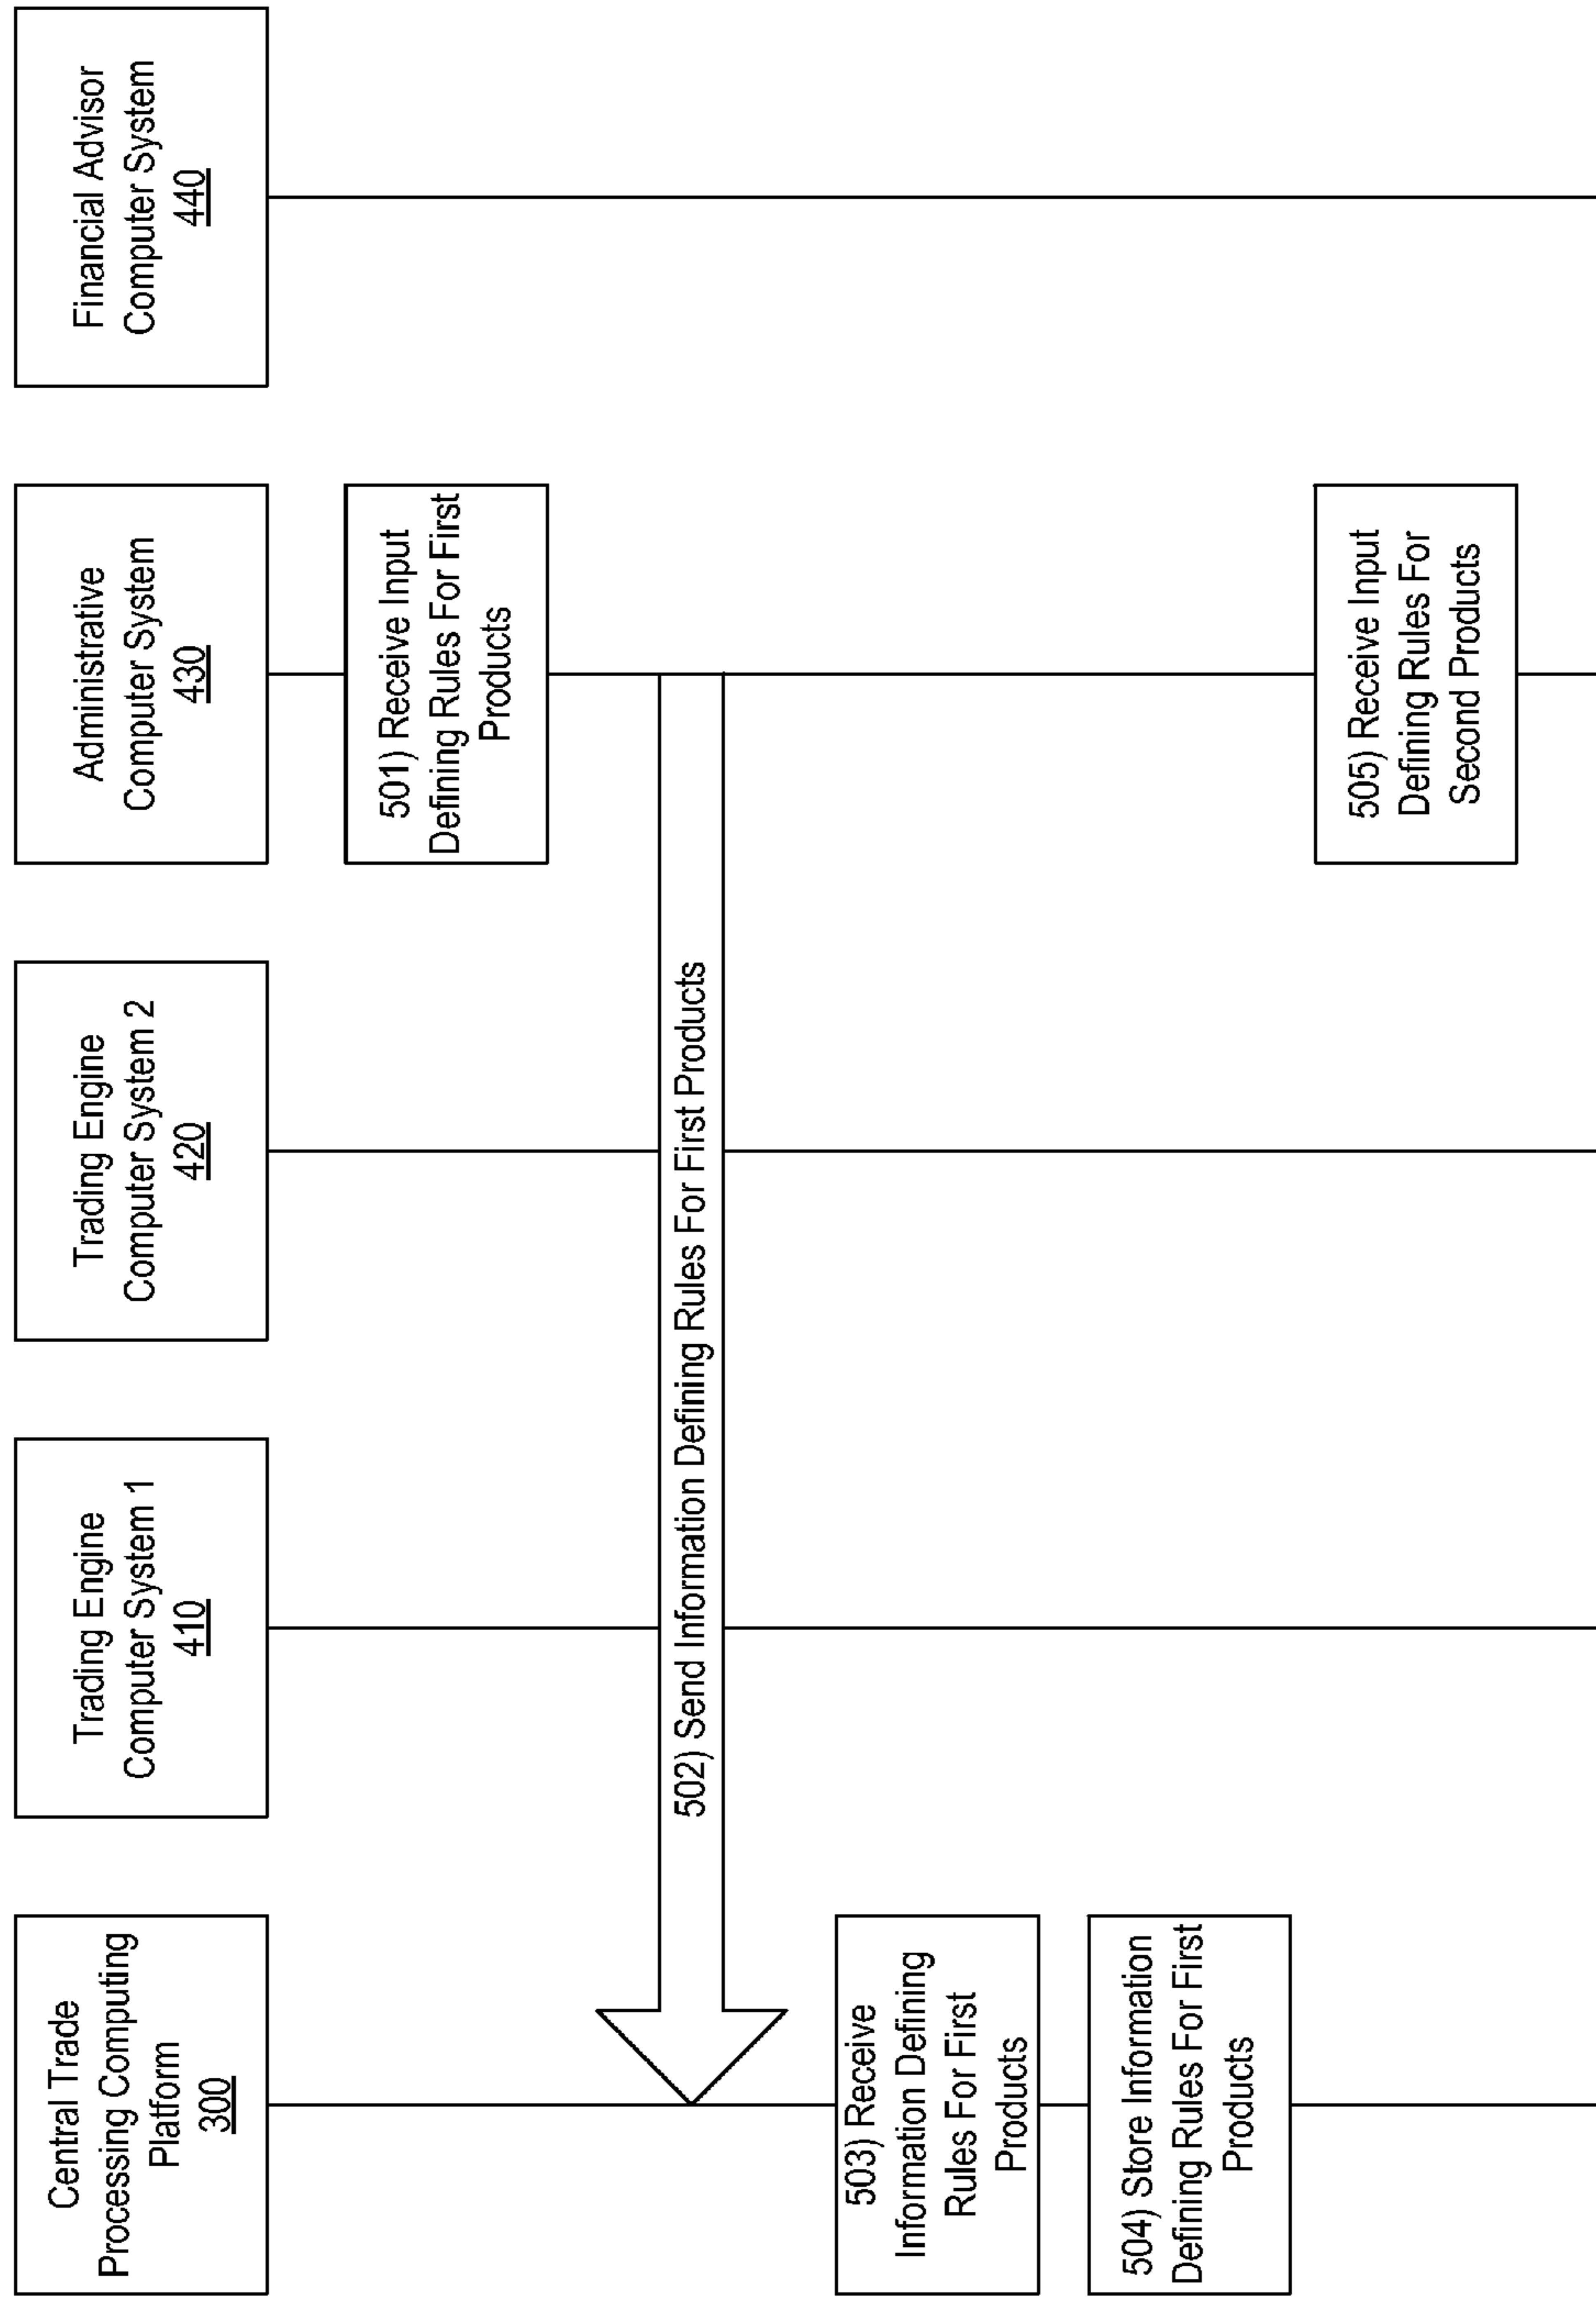 Central Trade
Processing Computing
Platform
300
Trading Engine
Computer System 1
410
Trading Engine
Computer System 2
420
Administrative
Computer System
430
Financial Advisor
Computer System
440
501) Receive Input
Defining Rules For First
Products
502) Send Information Defining Rules For First Products
503) Receive
Information Defining
Rules For First
Products
504) Store Information
Defining Rules For First
Products
505) Receive Input
Defining Rules For
Second Products